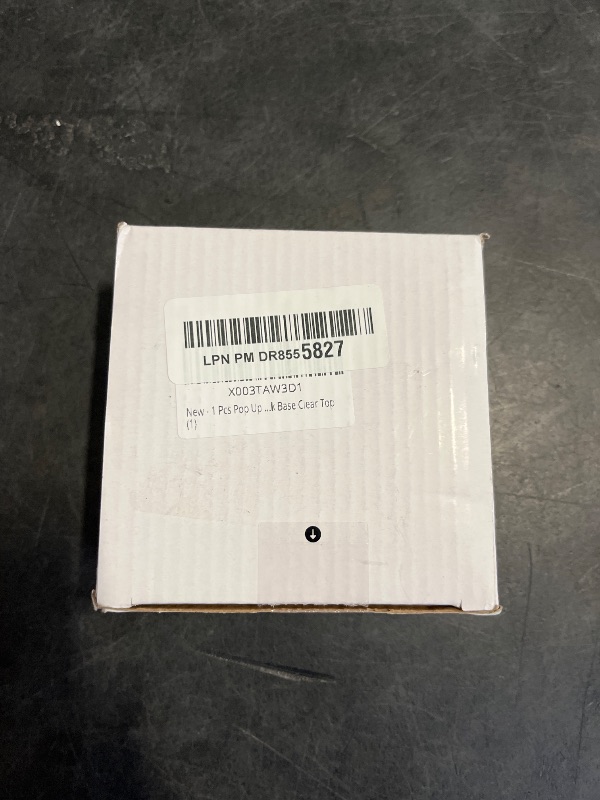 LPN PM DR8555827
X003TAW3D1
New - 1 Pcs Pop Up ...k Base Clear Top
(1)